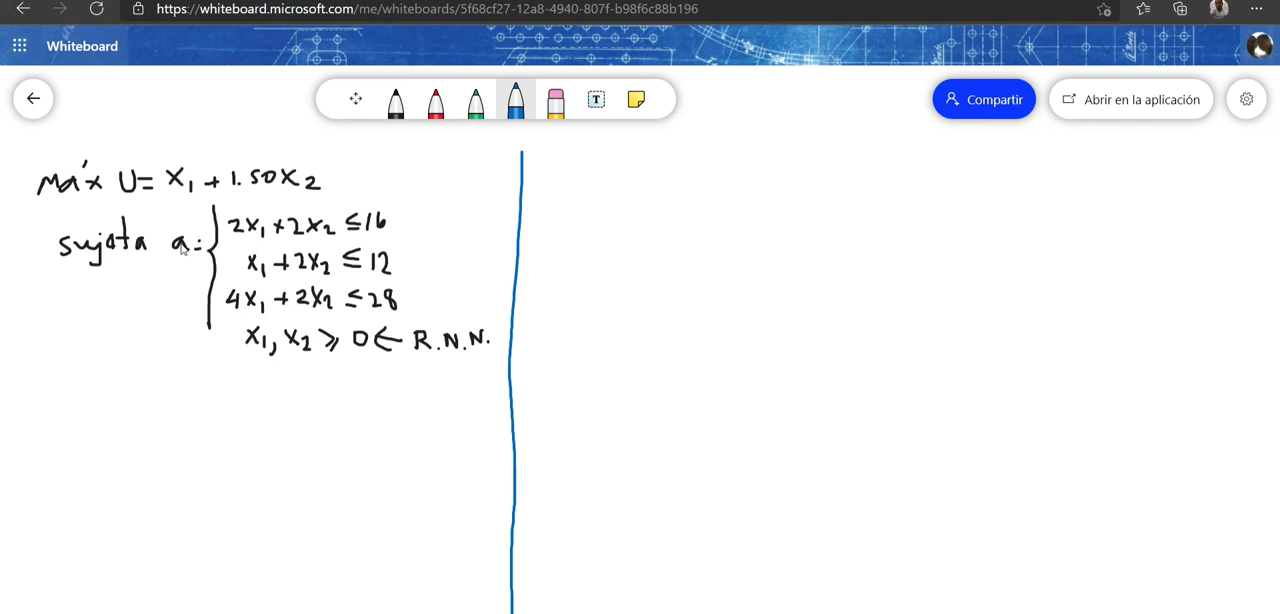 https://whiteboard.microsoft.com/me/whiteboards/5f68cf27-12a8-4940-807f-b98f6c88b196
Whiteboard
T
Compartir
Abrir en la aplicación
Máx U= X₁ + 1.50X₂
sujeta a:
2X₁ + 2X₂ ≤ 16
X₁ + 2X₂ ≤ 12
4X₁ + 2X₂ ≤ 28
X₁, X₂ ≥ 0 ← R.N.N.